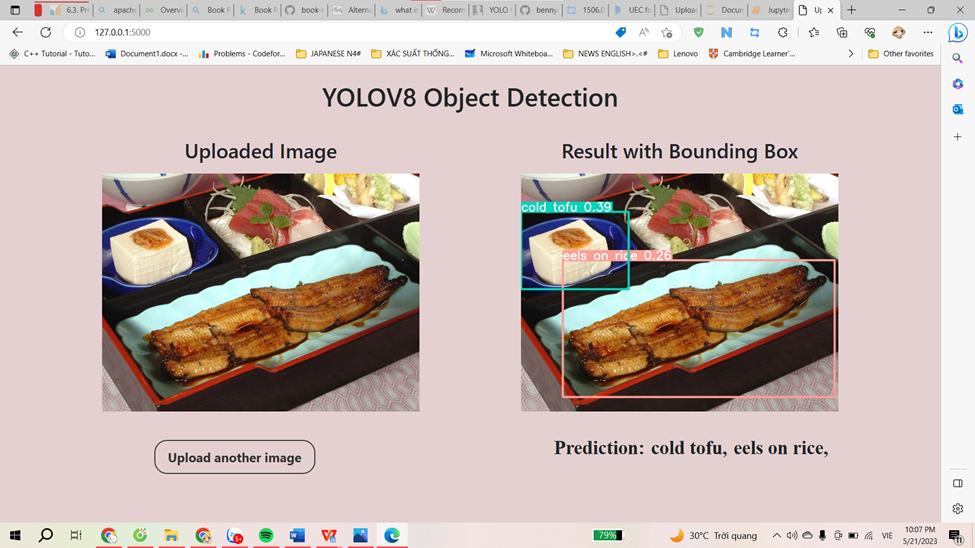 6.3. Pr
apache
Overvi
Book R
Book R
book-r
Altern
what is
Recom
YOLO
benny
1506.0
UEC fo
Upload
Docum
Jupyte
Up
127.0.0.1:5000
C++ Tutorial - Tuto...
Document1.docx -...
Problems - Codefor...
JAPANESE N4#
XÁC SUẤT THỐNG...
Microsoft Whiteboa...
NEWS ENGLISH>.<#
Lenovo
Cambridge Learner'...
Other favorites
YOLOV8 Object Detection
Uploaded Image
Result with Bounding Box
cold tofu 0.39
eels on rice 0.26
Upload another image
Prediction: cold tofu, eels on rice,
79%
30°C Trời quang
VIE
10:07 PM
5/21/2023